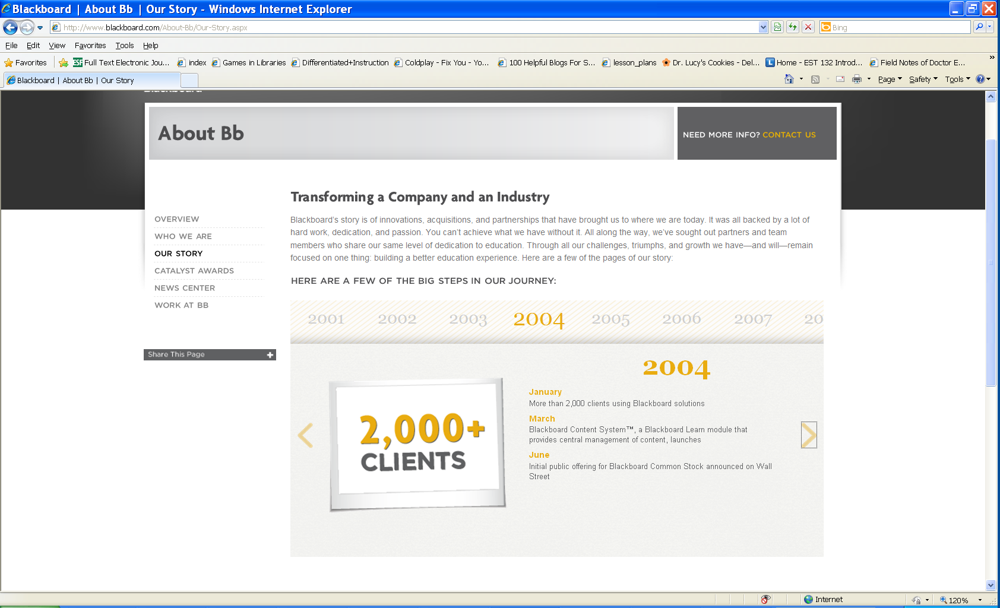 Blackboard | About Bb | Our Story - Windows Internet Explorer
http://www.blackboard.com/About-Bb/Our-Story.aspx
Bing
File Edit View Favorites Tools Help
Favorites ESF Full Text Electronic Jou... index Games in Libraries Differentiated+Instruction Coldplay - Fix You - Yo... 100 Helpful Blogs For S... lesson_plans Dr. Lucy's Cookies - Del... L Home - EST 132 Introd... Field Notes of Doctor E... »
Blackboard | About Bb | Our Story
Page Safety Tools
About Bb
NEED MORE INFO? CONTACT US
OVERVIEW
WHO WE ARE
OUR STORY
CATALYST AWARDS
NEWS CENTER
WORK AT BB
Share This Page
Transforming a Company and an Industry
Blackboard's story is of innovations, acquisitions, and partnerships that have brought us to where we are today. It was all backed by a lot of
hard work, dedication, and passion. You can't achieve what we have without it. All along the way, we've sought out partners and team
members who share our same level of dedication to education. Through all our challenges, triumphs, and growth we have—and will—remain
focused on one thing: building a better education experience. Here are a few of the pages of our story:
HERE ARE A FEW OF THE BIG STEPS IN OUR JOURNEY:
2001 2002 2003 2004 2005 2006 2007 20
2,000+
CLIENTS
2004
January
More than 2,000 clients using Blackboard solutions
March
Blackboard Content System™, a Blackboard Learn module that
provides central management of content, launches
June
Initial public offering for Blackboard Common Stock announced on Wall
Street
Internet
120%